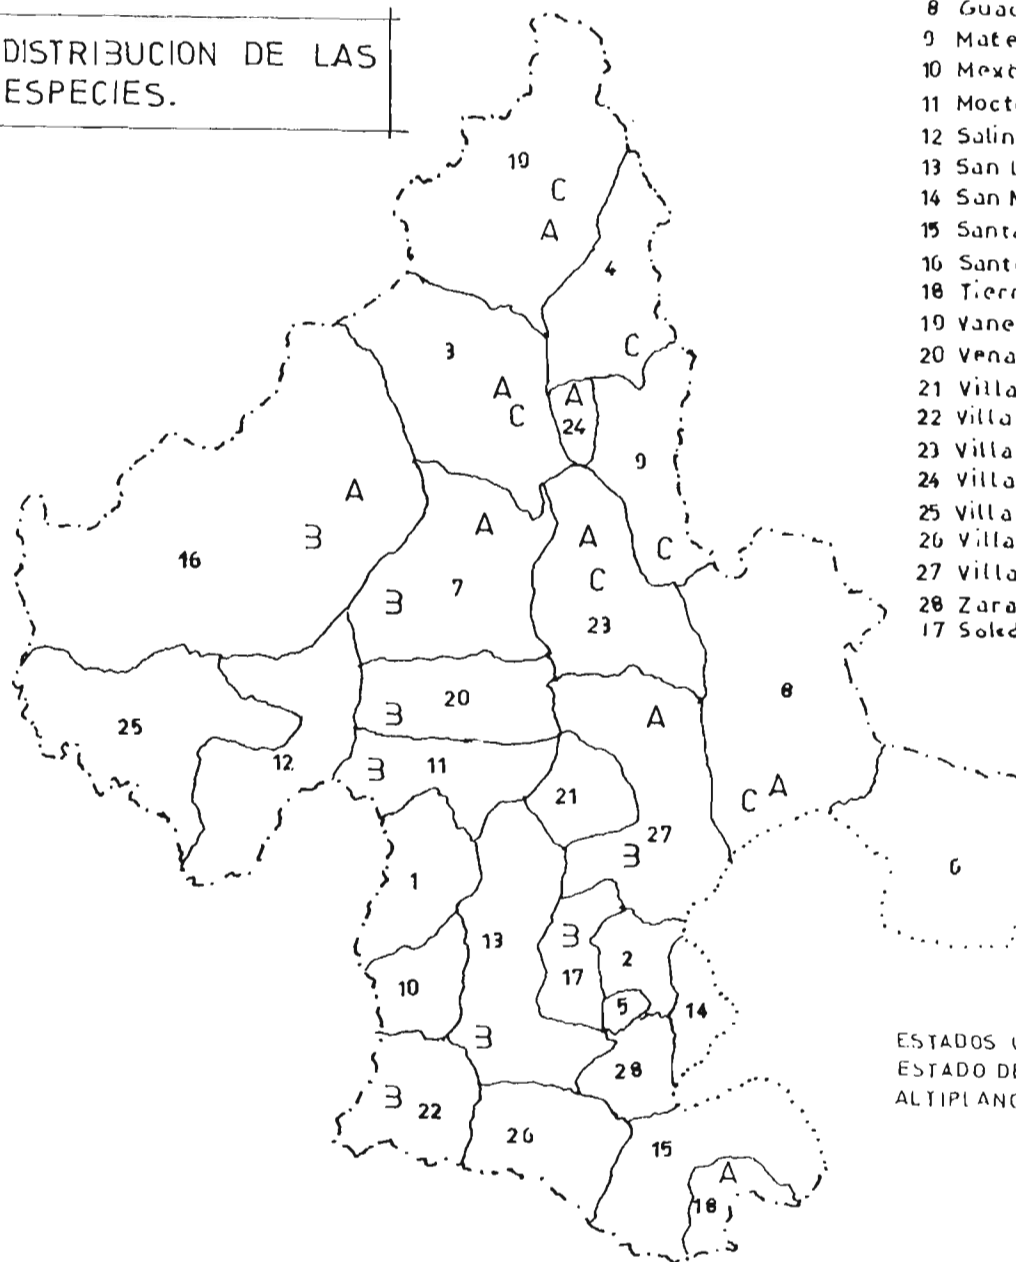 DISTRIBUCION DE LAS
ESPECIES.
8 Guad
9 Mate
10 Mext
11 Moct
12 Salin
13 San L
14 San
15 Santa
16 Sant
18 Tierr
19 Vane
20 Vena
21 Villa
22 Villa
23 Villa
24 Villa
25 Villa
26 Villa
27 Villa
28 Zara
17 Soled
19
C
A
4
C
3
A
C
A
24
9
A
B
16
A
B
7
A
C
23
C
20
B
25
12
B
11
21
A
27
B
8
C A
6
1
13
B
17
2
10
5
14
B
28
B
22
26
15
A
18
ESTADOS
ESTADO DE
ALTIPLANO